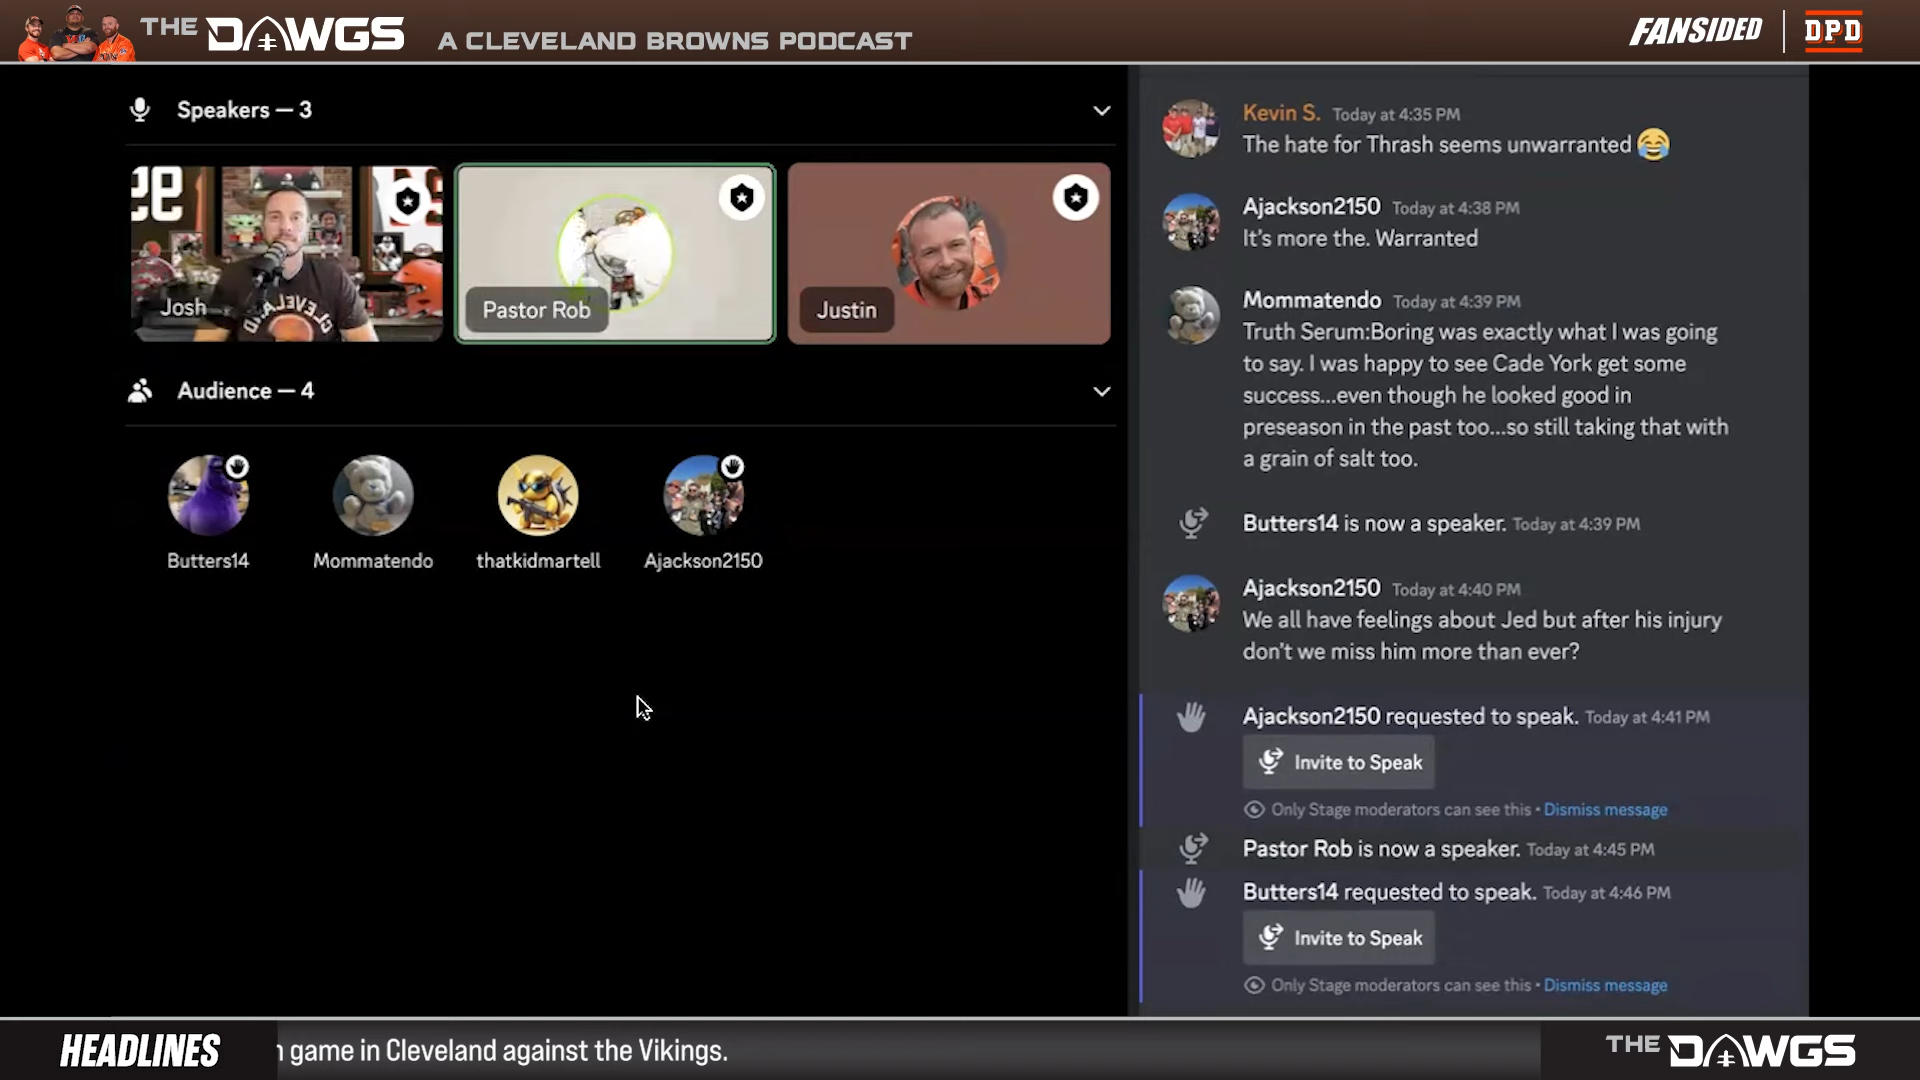 THE DAWGS A CLEVELAND BROWNS PODCAST
FANSIDED DPD
Speakers — 3
ee
CLEVELAND
Josh
Pastor Rob
Justin
Audience — 4
Butters14
Mommatendo
thatkidmartell
Ajackson2150
Kevin S. Today at 4:35 PM
The hate for Thrash seems unwarranted 😂
Ajackson2150 Today at 4:38 PM
It's more the. Warranted
Mommatendo Today at 4:39 PM
Truth Serum:Boring was exactly what I was going
to say. I was happy to see Cade York get some
success...even though he looked good in
preseason in the past too...so still taking that with
a grain of salt too.
Butters14 is now a speaker. Today at 4:39 PM
Ajackson2150 Today at 4:40 PM
We all have feelings about Jed but after his injury
don't we miss him more than ever?
Ajackson2150 requested to speak. Today at 4:41 PM
Invite to Speak
Only Stage moderators can see this • Dismiss message
Pastor Rob is now a speaker. Today at 4:45 PM
Butters14 requested to speak. Today at 4:46 PM
Invite to Speak
Only Stage moderators can see this • Dismiss message
HEADLINES
game in Cleveland against the Vikings.
THE DAWGS